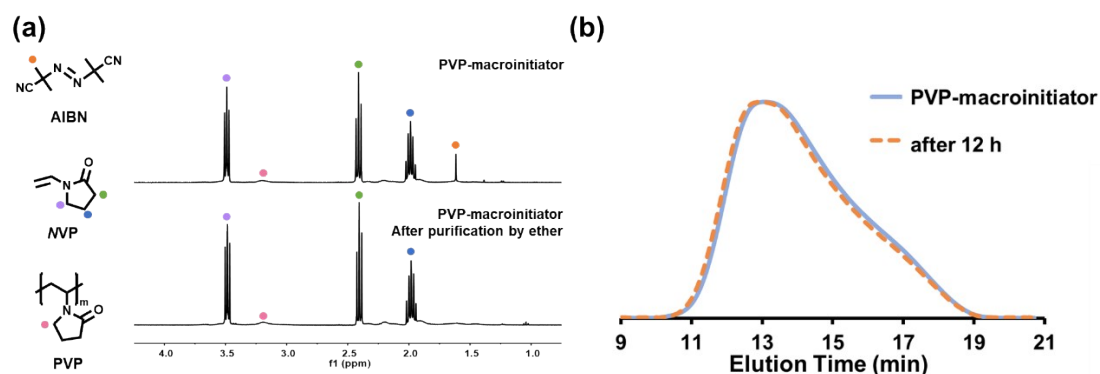 (a)
NC
N
N
CN
AIBN
O
N
NVP
m
N
O
PVP
PVP-macroinitiator
PVP-macroinitiator
After purification by ether
4.0 3.5 3.0 2.5 2.0 1.5 1.0
f1 (ppm)
(b)
PVP-macroinitiator
after 12 h
9 11 13 15 17 19 21
Elution Time (min)